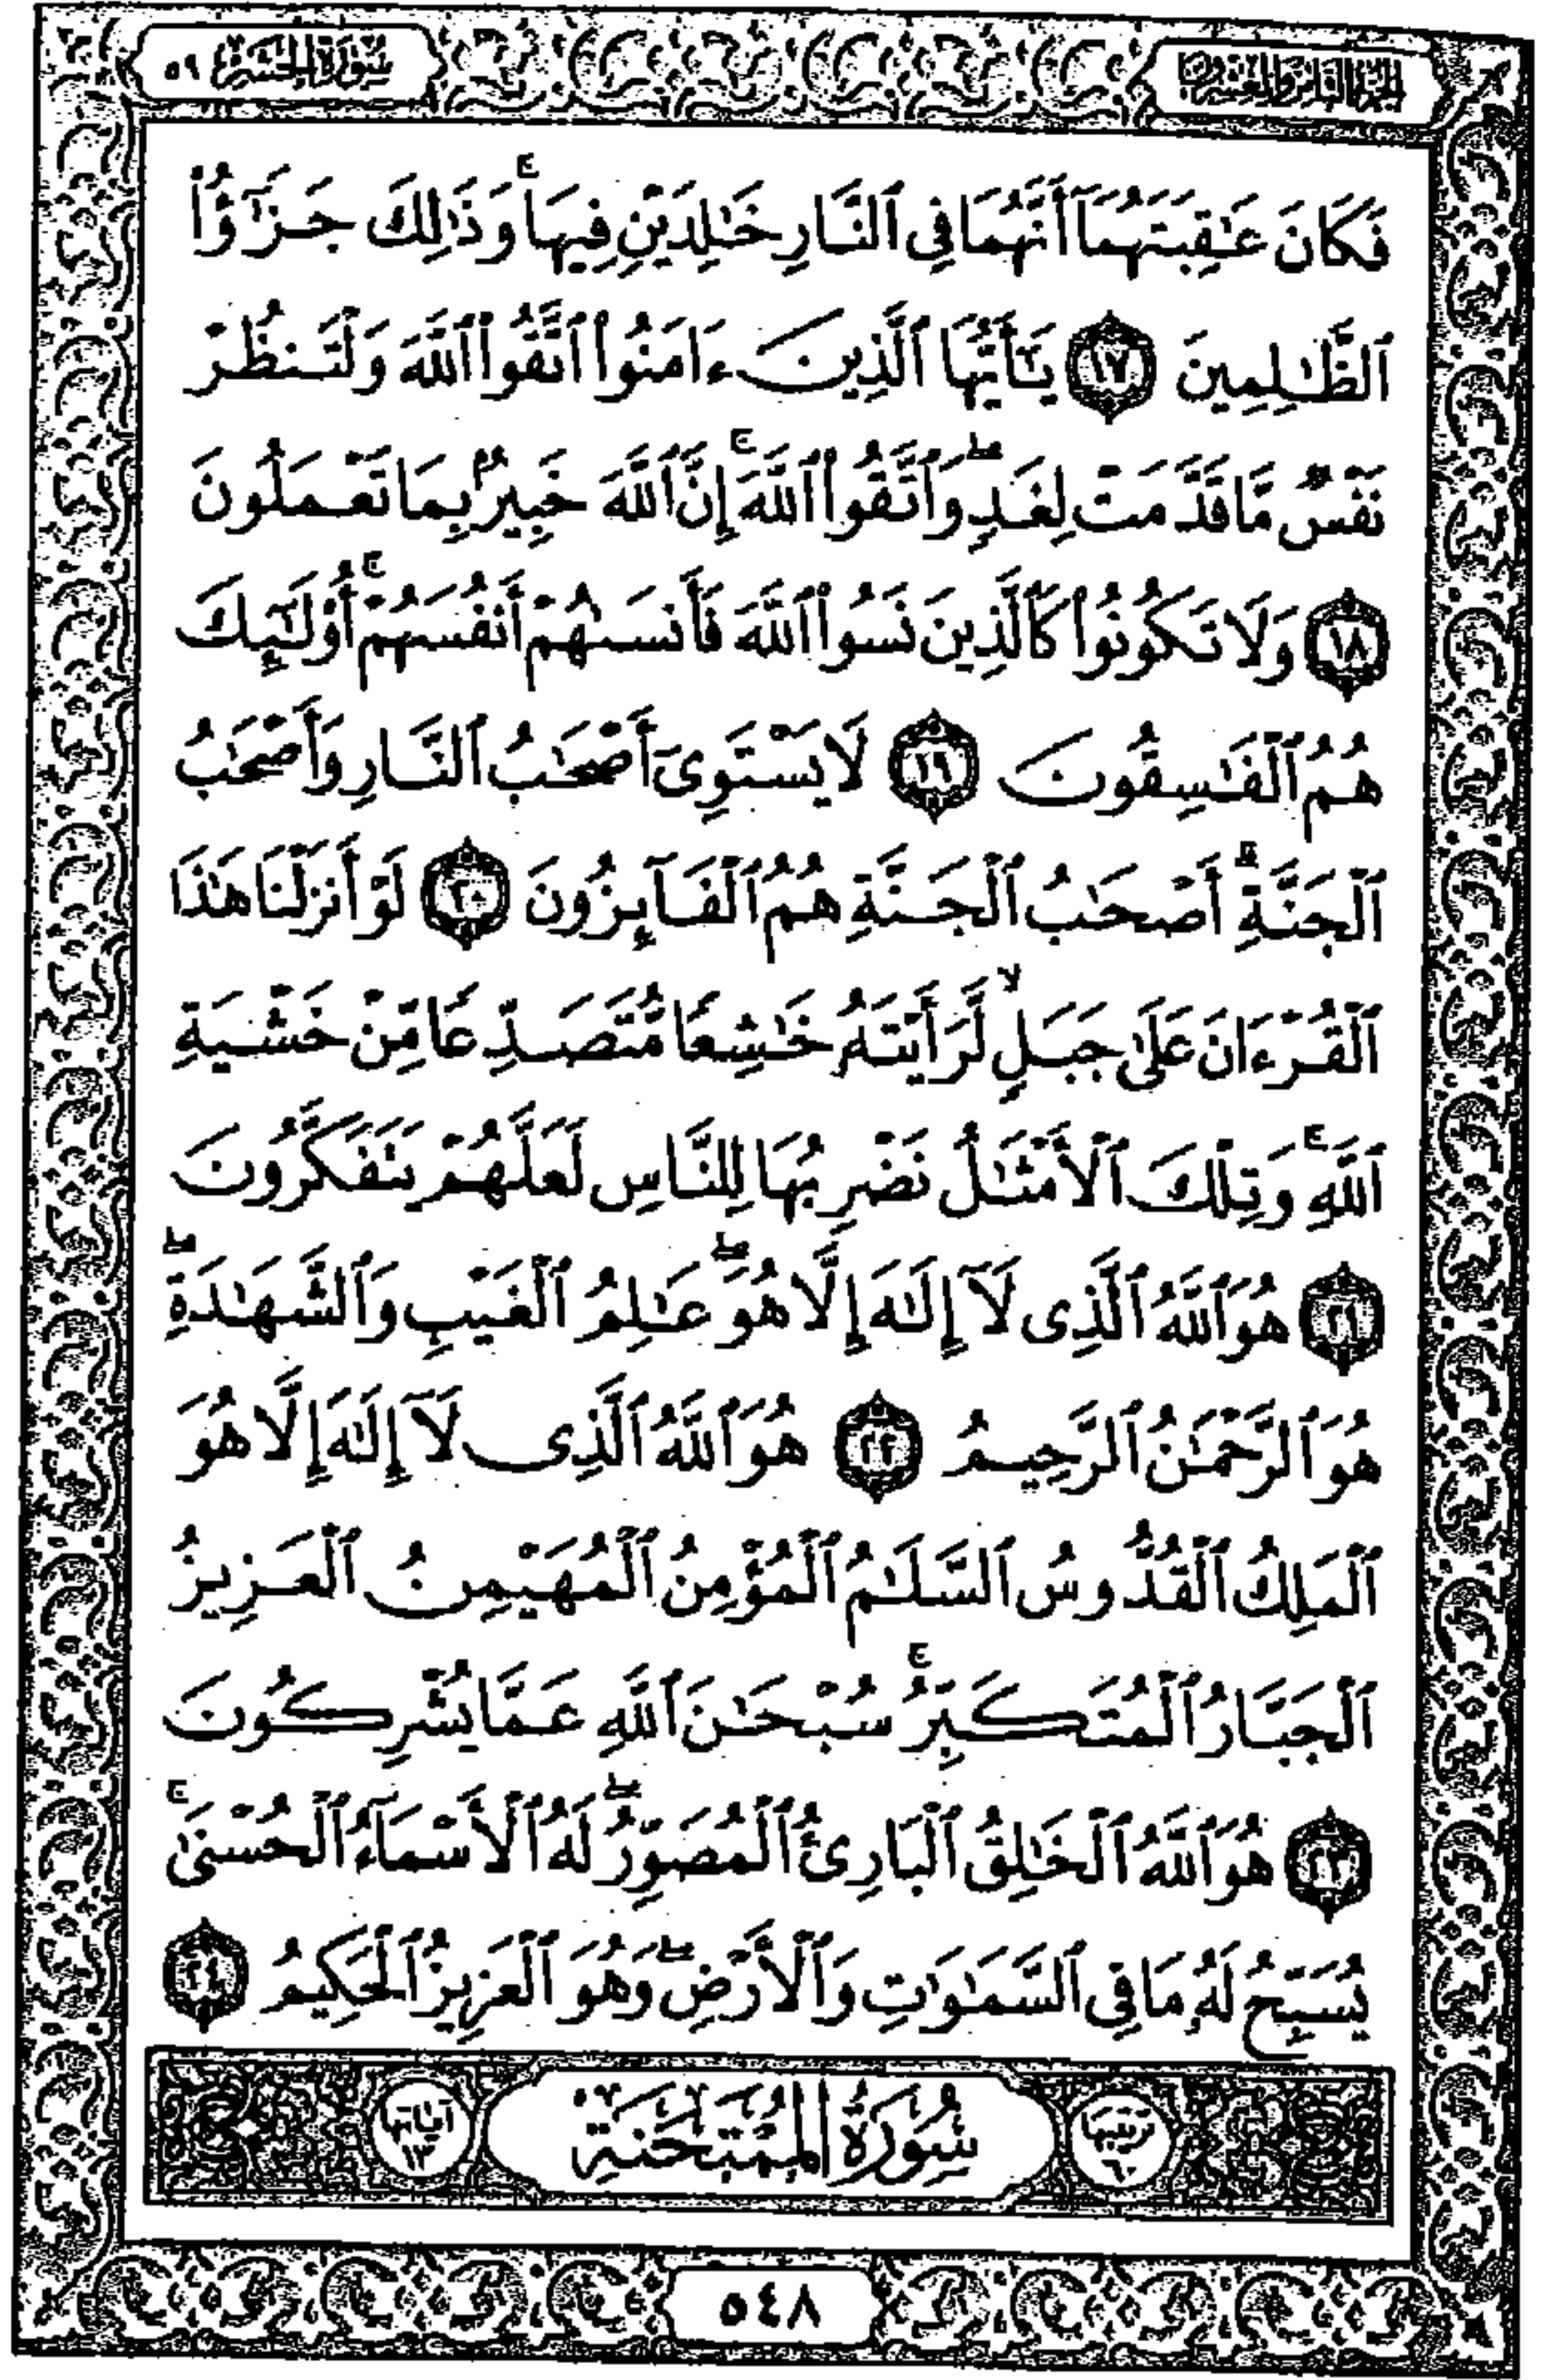 الجزء الثامن والعشرون
سورة الحشر ٥٩
فَكَانَ عَٰقِبَتَهُمَآ أَنَّهُمَا فِى ٱلنَّارِ خَٰلِدَيْنِ فِيهَا ۚ وَذَٰلِكَ جَزَٰٓؤُا۟
ٱلظَّٰلِمِينَ ١٧ يَٰٓأَيُّهَا ٱلَّذِينَ ءَامَنُوا۟ ٱتَّقُوا۟ ٱللَّهَ وَلْتَنظُرْ
نَفْسٌ مَّا قَدَّمَتْ لِغَدٍ ۖ وَٱتَّقُوا۟ ٱللَّهَ ۚ إِنَّ ٱللَّهَ خَبِيرٌۢ بِمَا تَعْمَلُونَ
١٨ وَلَا تَكُونُوا۟ كَٱلَّذِينَ نَسُوا۟ ٱللَّهَ فَأَنسَىٰهُمْ أَنفُسَهُمْ ۚ أُو۟لَٰٓئِكَ
هُمُ ٱلْفَٰسِقُونَ ١٩ لَا يَسْتَوِىٓ أَصْحَٰبُ ٱلنَّارِ وَأَصْحَٰبُ
ٱلْجَنَّةِ ۚ أَصْحَٰبُ ٱلْجَنَّةِ هُمُ ٱلْفَآئِزُونَ ٢٠ لَوْ أَنزَلْنَا هَٰذَا
ٱلْقُرْءَانَ عَلَىٰ جَبَلٍ ۙ لَّرَأَيْتَهُۥ خَٰشِعًا مُّتَصَدِّعًا مِّنْ خَشْيَةِ
ٱللَّهِ ۚ وَتِلْكَ ٱلْأَمْثَٰلُ نَضْرِبُهَا لِلنَّاسِ لَعَلَّهُمْ يَتَفَكَّرُونَ
٢١ هُوَ ٱللَّهُ ٱلَّذِى لَآ إِلَٰهَ إِلَّا هُوَ ۖ عَٰلِمُ ٱلْغَيْبِ وَٱلشَّهَٰدَةِ ۖ
هُوَ ٱلرَّحْمَٰنُ ٱلرَّحِيمُ ٢٢ هُوَ ٱللَّهُ ٱلَّذِى لَآ إِلَٰهَ إِلَّا هُوَ
ٱلْمَلِكُ ٱلْقُدُّوسُ ٱلسَّلَٰمُ ٱلْمُؤْمِنُ ٱلْمُهَيْمِنُ ٱلْعَزِيزُ
ٱلْجَبَّارُ ٱلْمُتَكَبِّرُ ۚ سُبْحَٰنَ ٱللَّهِ عَمَّا يُشْرِكُونَ
٢٣ هُوَ ٱللَّهُ ٱلْخَٰلِقُ ٱلْبَارِئُ ٱلْمُصَوِّرُ ۖ لَهُ ٱلْأَسْمَآءُ ٱلْحُسْنَىٰ ۚ
يُسَبِّحُ لَهُۥ مَا فِى ٱلسَّمَٰوَٰتِ وَٱلْأَرْضِ ۖ وَهُوَ ٱلْعَزِيزُ ٱلْحَكِيمُ ٢٤
ترتيبها ٦٠ سُورَةُ المُمْتَحَنَةِ آياتها ١٣
٥٤٨